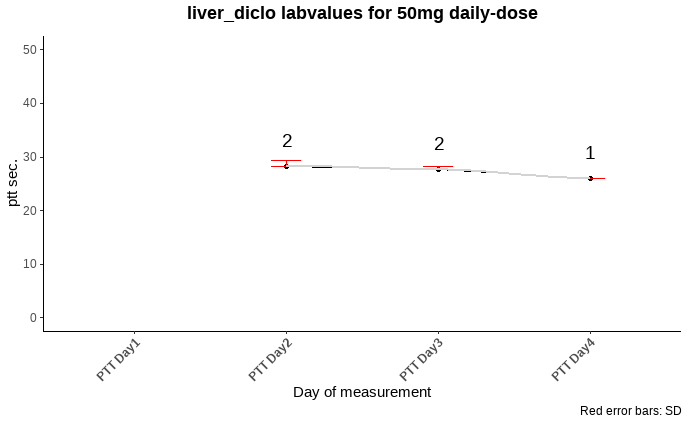 liver_diclo labvalues for 50mg daily-dose
ptt sec.
50
40
30
20
10
0
2
2
1
PTT Day1
PTT Day2
PTT Day3
PTT Day4
Day of measurement
Red error bars: SD